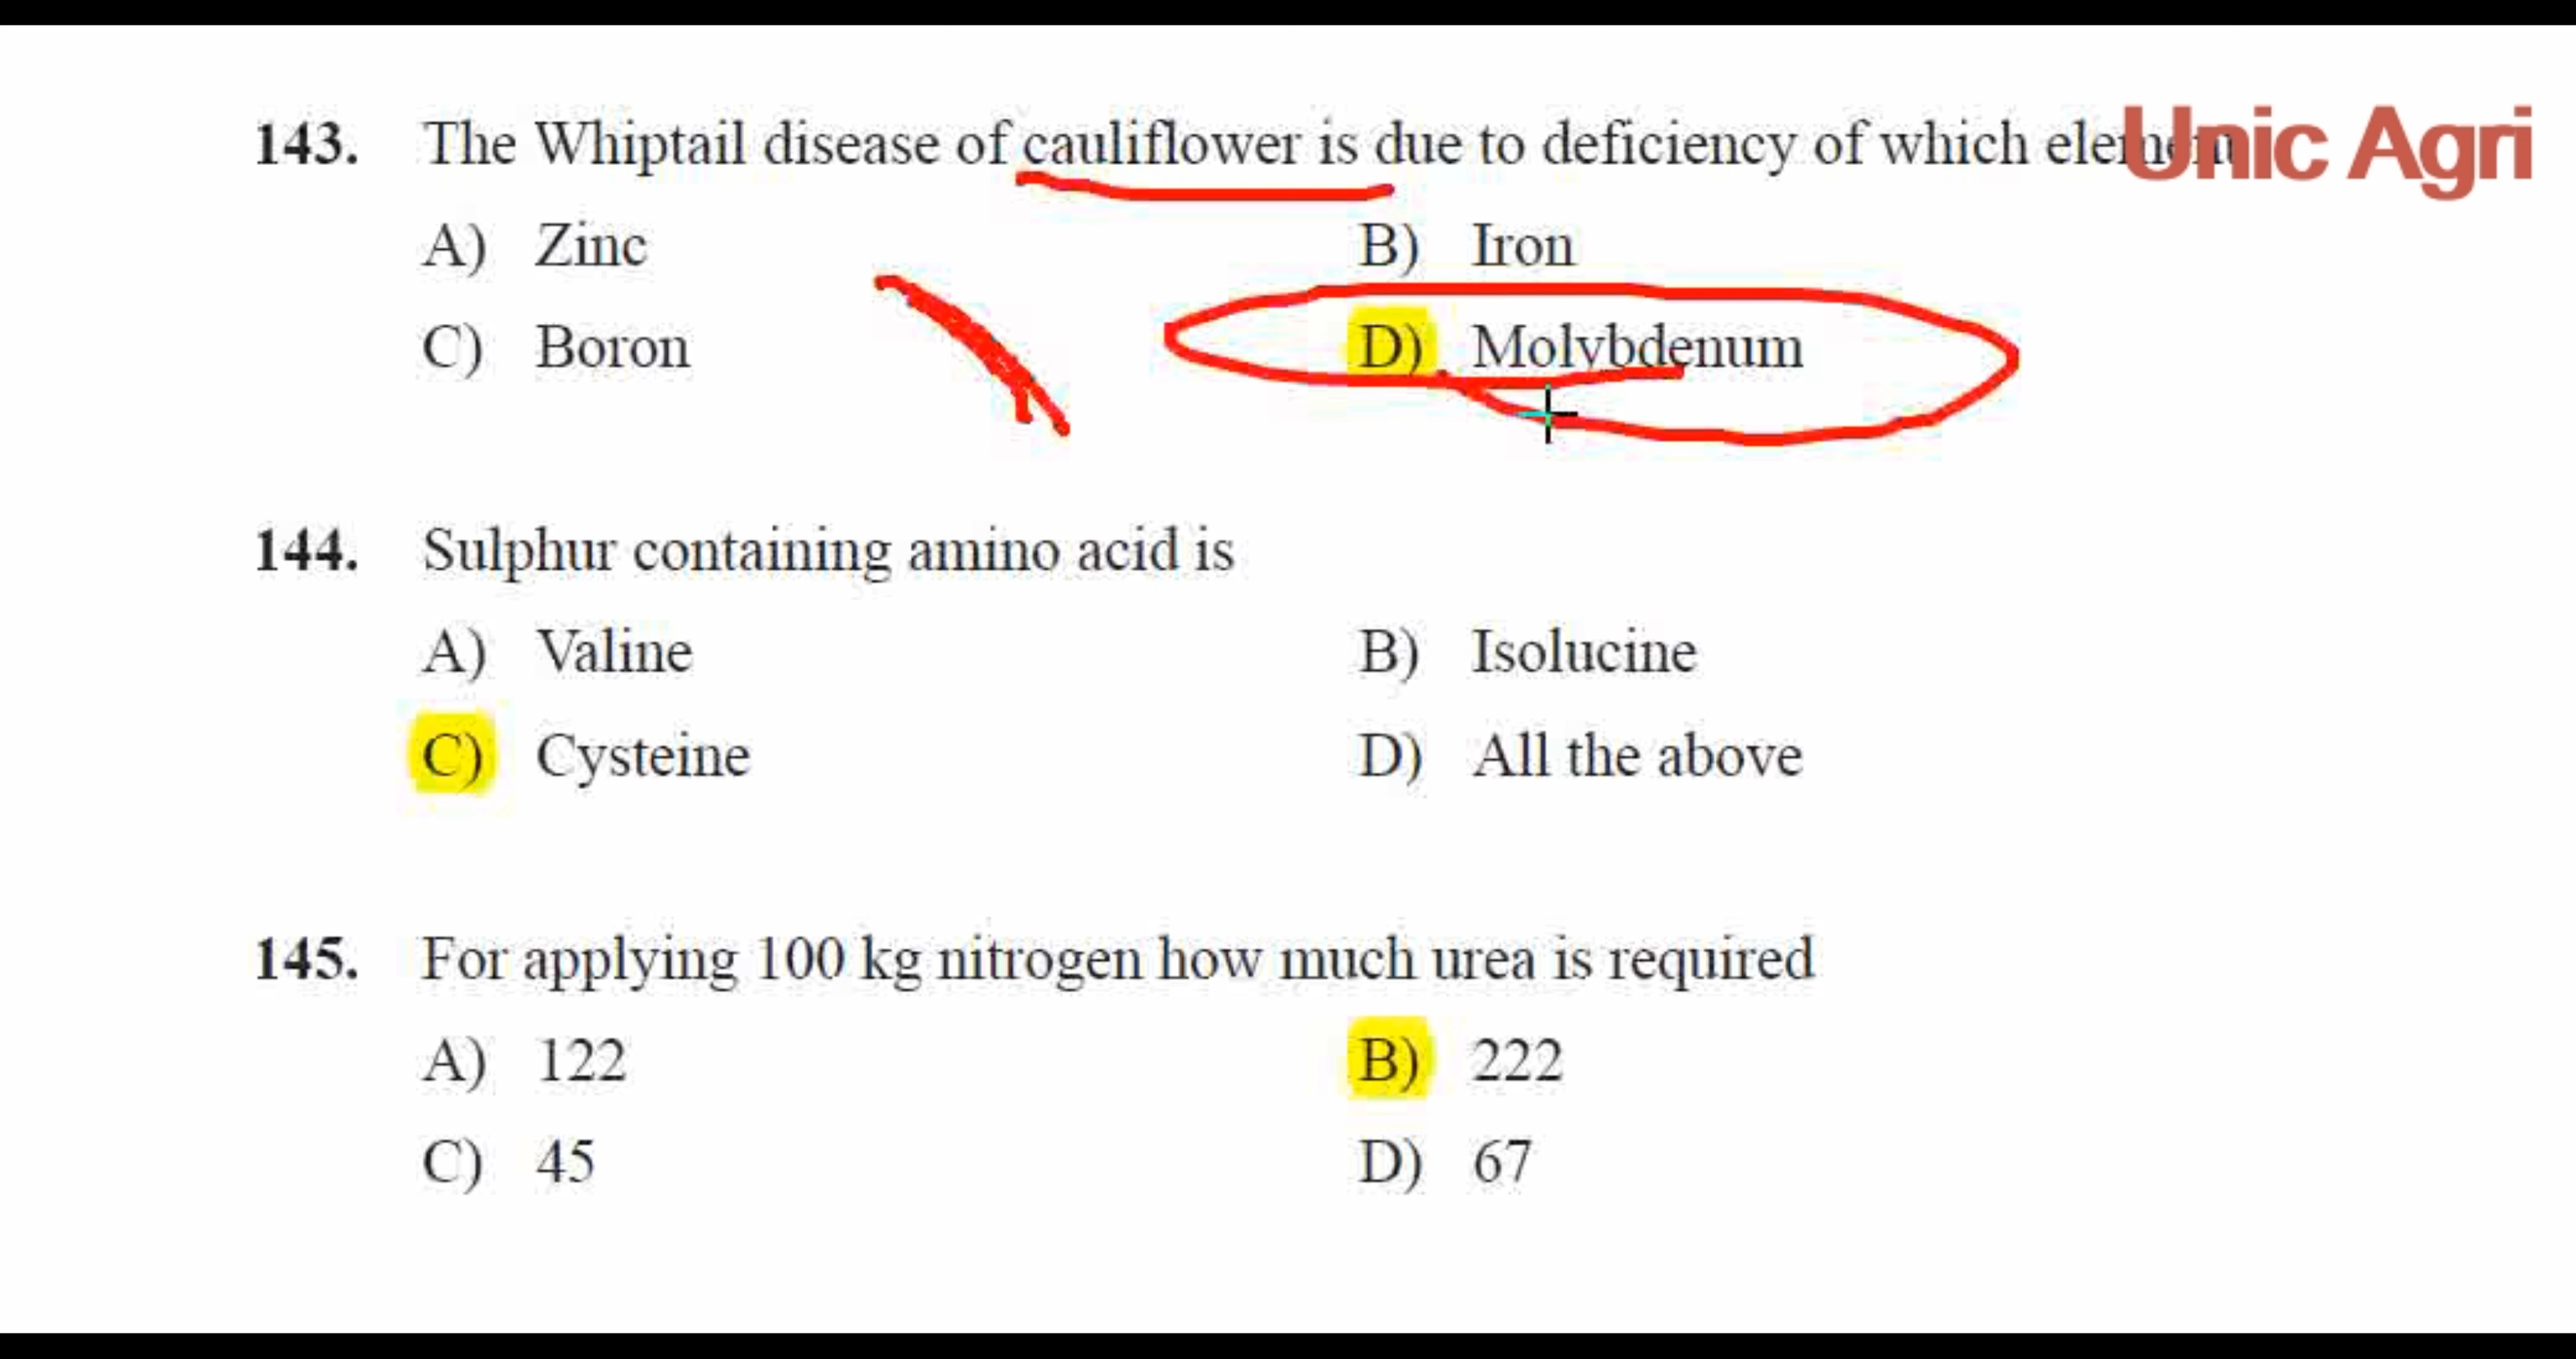 Unic Agri
143. The Whiptail disease of cauliflower is due to deficiency of which element
A) Zinc B) Iron
C) Boron D) Molybdenum
144. Sulphur containing amino acid is
A) Valine B) Isolucine
C) Cysteine D) All the above
145. For applying 100 kg nitrogen how much urea is required
A) 122 B) 222
C) 45 D) 67